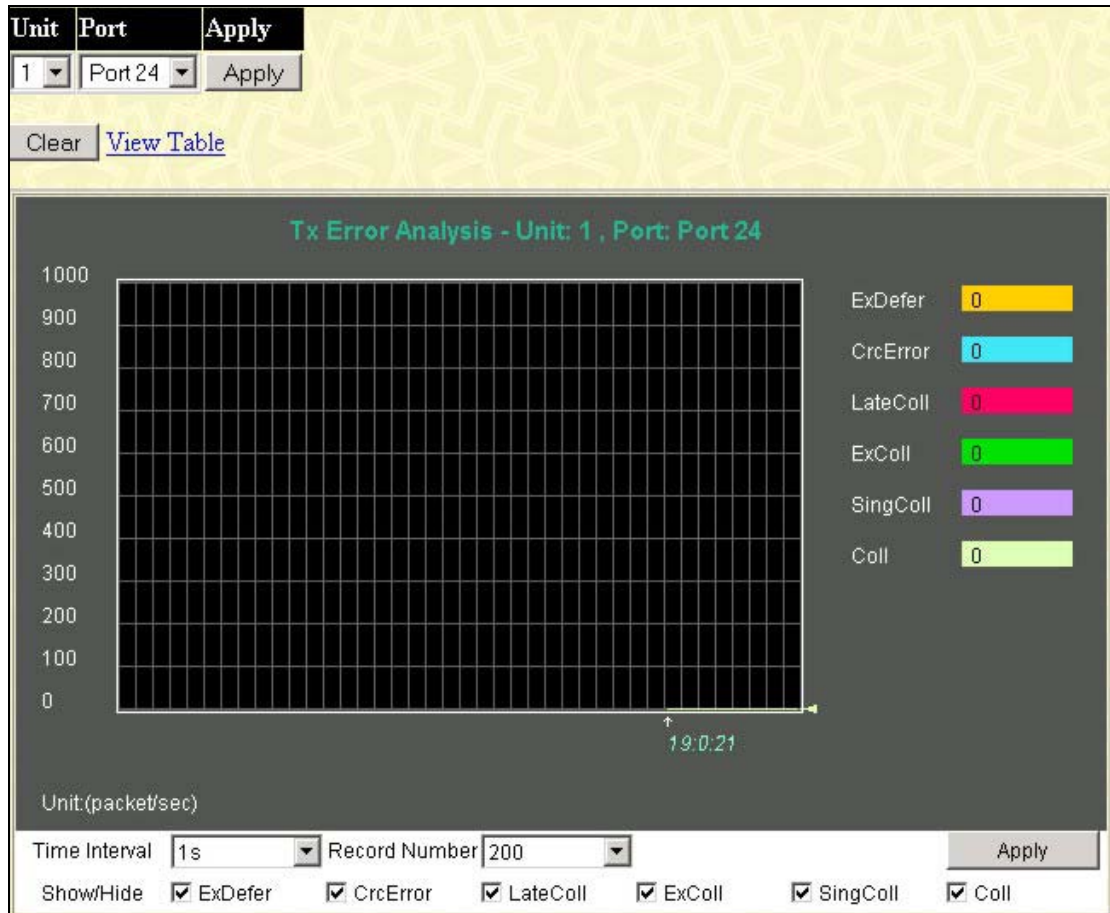 Unit Port Apply
1 Port 24 Apply
Clear View Table
Tx Error Analysis - Unit: 1 , Port: Port 24
1000
900
800
700
600
500
400
300
200
100
0
ExDefer 0
CrcError 0
LateColl 0
ExColl 0
SingColl 0
Coll 0
19:0:21
Unit:(packet/sec)
Time Interval 1s Record Number 200 Apply
Show/Hide ExDefer CrcError LateColl ExColl SingColl Coll